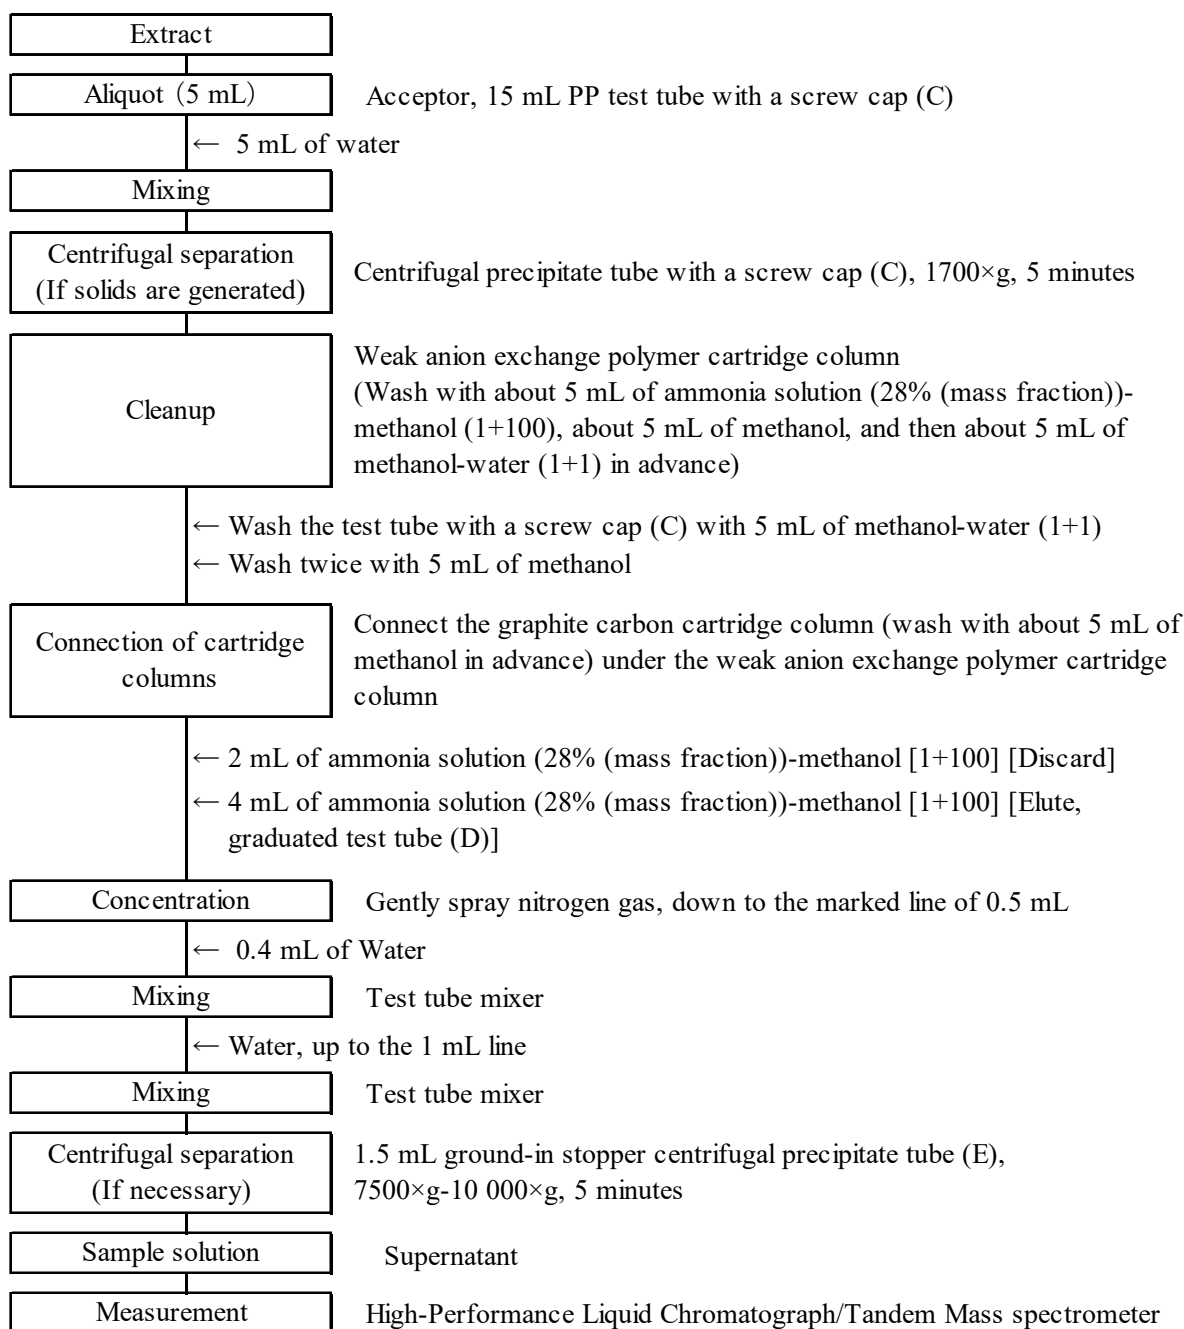 Extract
Aliquot（5 mL）
Acceptor, 15 mL PP test tube with a screw cap (C)
← 5 mL of water
Mixing
Centrifugal separation
(If solids are generated)
Centrifugal precipitate tube with a screw cap (C), 1700×g, 5 minutes
Cleanup
Weak anion exchange polymer cartridge column
(Wash with about 5 mL of ammonia solution (28% (mass fraction))-
methanol (1+100), about 5 mL of methanol, and then about 5 mL of
methanol-water (1+1) in advance)
← Wash the test tube with a screw cap (C) with 5 mL of methanol-water (1+1)
← Wash twice with 5 mL of methanol
Connection of cartridge
columns
Connect the graphite carbon cartridge column (wash with about 5 mL of
methanol in advance) under the weak anion exchange polymer cartridge
column
← 2 mL of ammonia solution (28% (mass fraction))-methanol [1+100] [Discard]
← 4 mL of ammonia solution (28% (mass fraction))-methanol [1+100] [Elute,
graduated test tube (D)]
Concentration
Gently spray nitrogen gas, down to the marked line of 0.5 mL
← 0.4 mL of Water
Mixing
Test tube mixer
← Water, up to the 1 mL line
Mixing
Test tube mixer
Centrifugal separation
(If necessary)
1.5 mL ground-in stopper centrifugal precipitate tube (E),
7500×g-10 000×g, 5 minutes
Sample solution
Supernatant
Measurement
High-Performance Liquid Chromatograph/Tandem Mass spectrometer